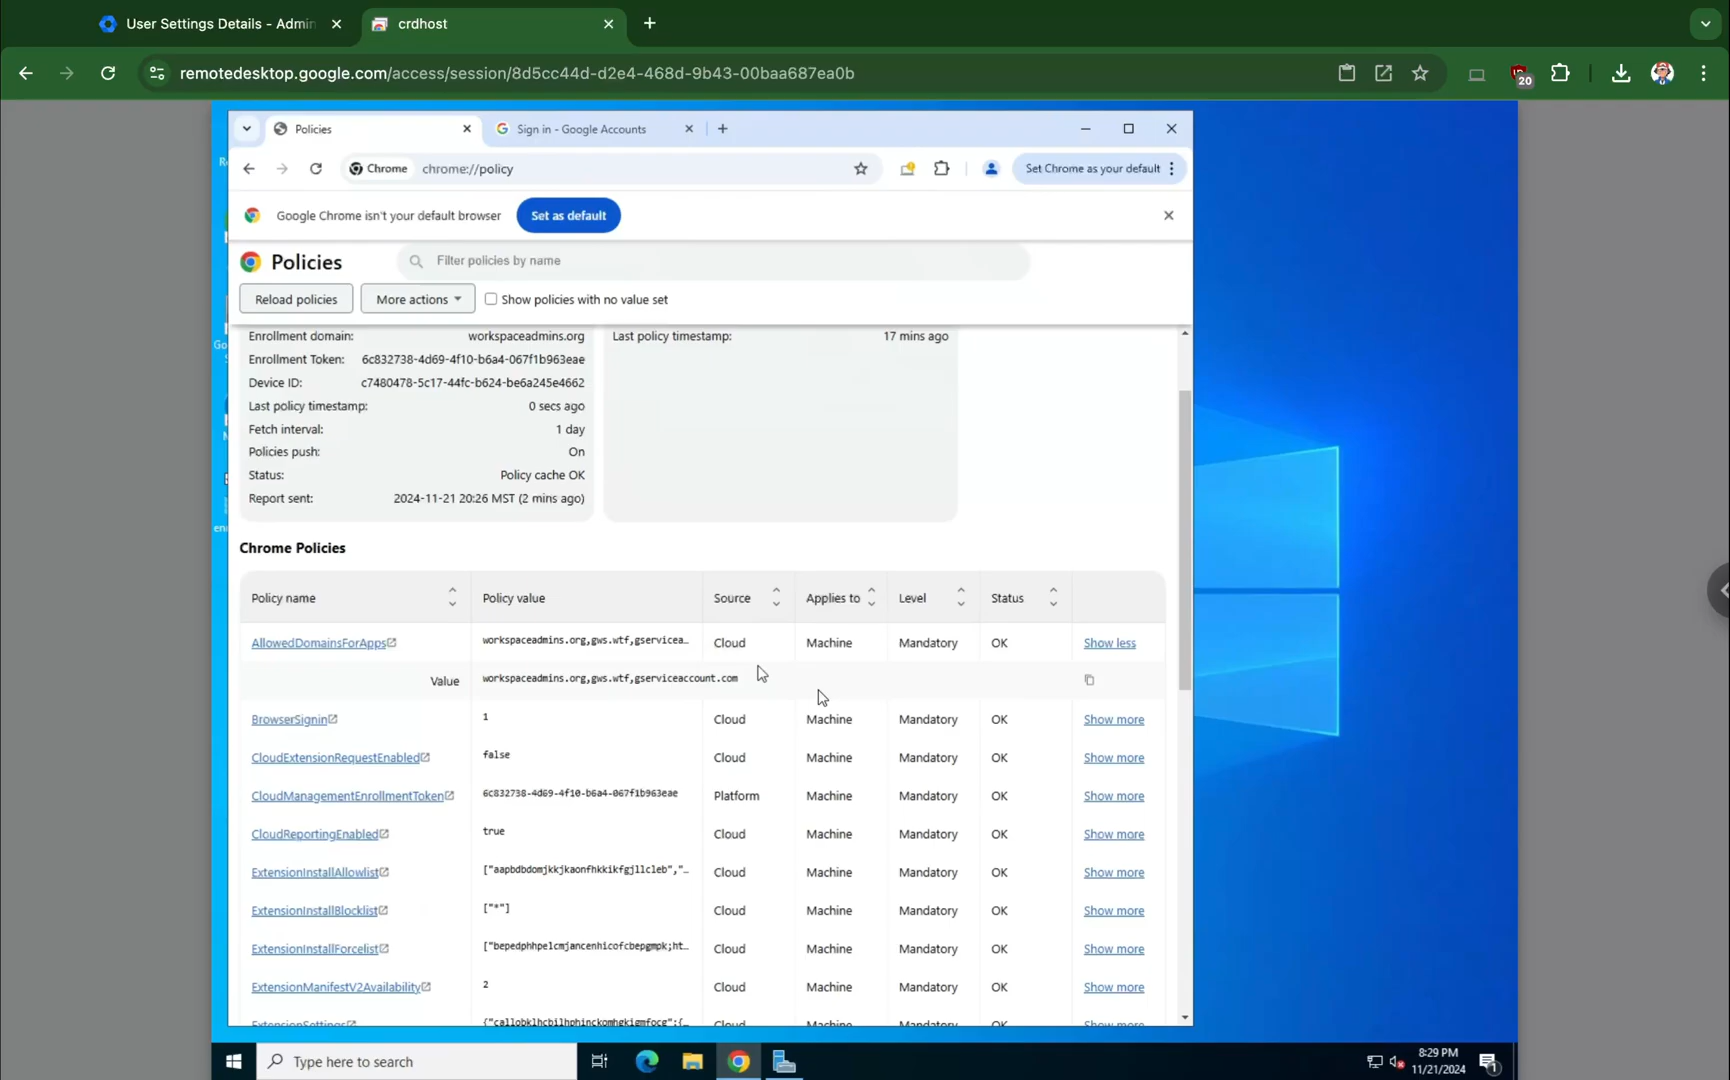 User Settings Details - Admin
crdhost
remotedesktop.google.com/access/session/8d5cc44d-d2e4-468d-9b43-00baa687ea0b
20
Policies
Sign in - Google Accounts
Chrome
chrome://policy
Set Chrome as your default
Google Chrome isn't your default browser
Set as default
Policies
Filter policies by name
Reload policies
More actions
Show policies with no value set
Enrollment domain: workspaceadmins.org
Last policy timestamp: 17 mins ago
Enrollment Token: 6c832738-4d69-4f10-b6a4-067f1b963eae
Device ID: c7480478-5c17-44fc-b624-be6a245e4662
Last policy timestamp: 0 secs ago
Fetch interval: 1 day
Policies push: On
Status: Policy cache OK
Report sent: 2024-11-21 20:26 MST (2 mins ago)
Chrome Policies
Policy name Policy value Source Applies to Level Status
AllowedDomainsForApps workspaceadmins.org,gws.wtf,gservicea… Cloud Machine Mandatory OK Show less
Value workspaceadmins.org,gws.wtf,gserviceaccount.com
BrowserSignin 1 Cloud Machine Mandatory OK Show more
CloudExtensionRequestEnabled false Cloud Machine Mandatory OK Show more
CloudManagementEnrollmentToken 6c832738-4d69-4f10-b6a4-067f1b963eae Platform Machine Mandatory OK Show more
CloudReportingEnabled true Cloud Machine Mandatory OK Show more
ExtensionInstallAllowlist ["aapbdbdomjkkjkaonfhkkikfgjllcleb","… Cloud Machine Mandatory OK Show more
ExtensionInstallBlocklist ["*"] Cloud Machine Mandatory OK Show more
ExtensionInstallForcelist ["bepedphhpelcmjancenhicofcbepgmpk;ht… Cloud Machine Mandatory OK Show more
ExtensionManifestV2Availability 2 Cloud Machine Mandatory OK Show more
ExtensionSettings {"callobklhcbilhphinckomhgkigmfocg":{ Cloud Machine Mandatory OK Show more
Type here to search
8:29 PM
11/21/2024
1